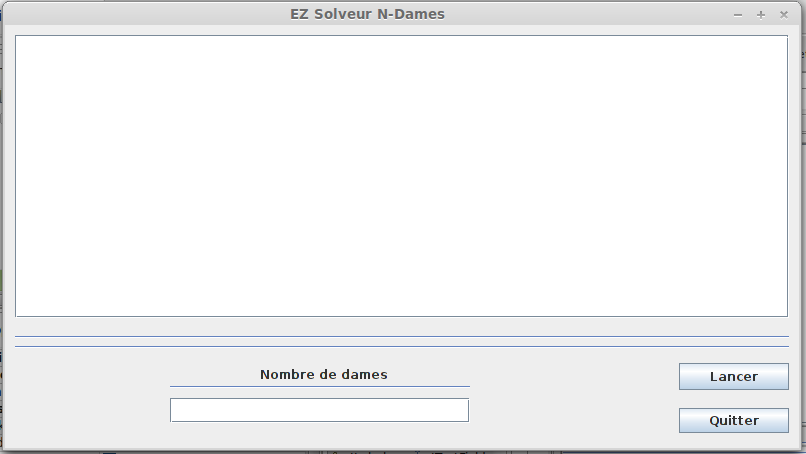 EZ Solveur N-Dames
Nombre de dames
Lancer
Quitter